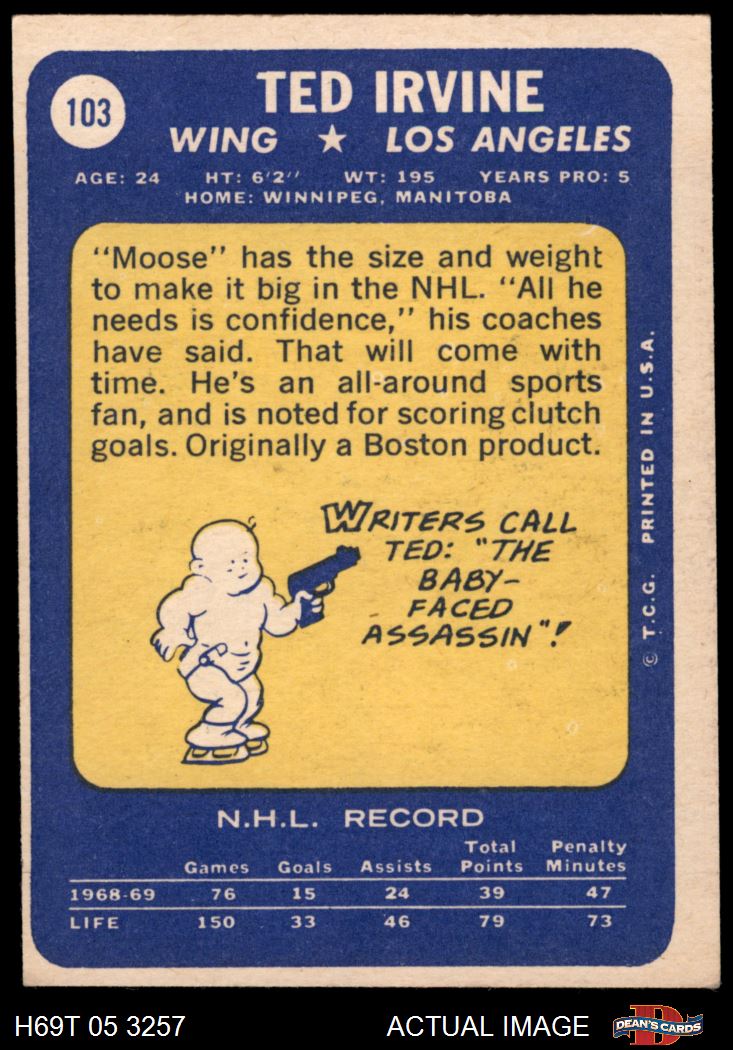 103
TED IRVINE
WING ★ LOS ANGELES
AGE: 24 HT: 6'2'' WT: 195 YEARS PRO: 5
HOME: WINNIPEG, MANITOBA
“Moose” has the size and weight
to make it big in the NHL. “All he
needs is confidence,” his coaches
have said. That will come with
time. He's an all-around sports
fan, and is noted for scoring clutch
goals. Originally a Boston product.
WRITERS CALL
TED: "THE
BABY-
FACED
ASSASSIN"!
© T.C.G. PRINTED IN U.S.A.
N.H.L. RECORD
Games Goals Assists Total Points Penalty Minutes
1968-69 76 15 24 39 47
LIFE 150 33 46 79 73
H69T 05 3257 ACTUAL IMAGE D DEAN'S CARDS